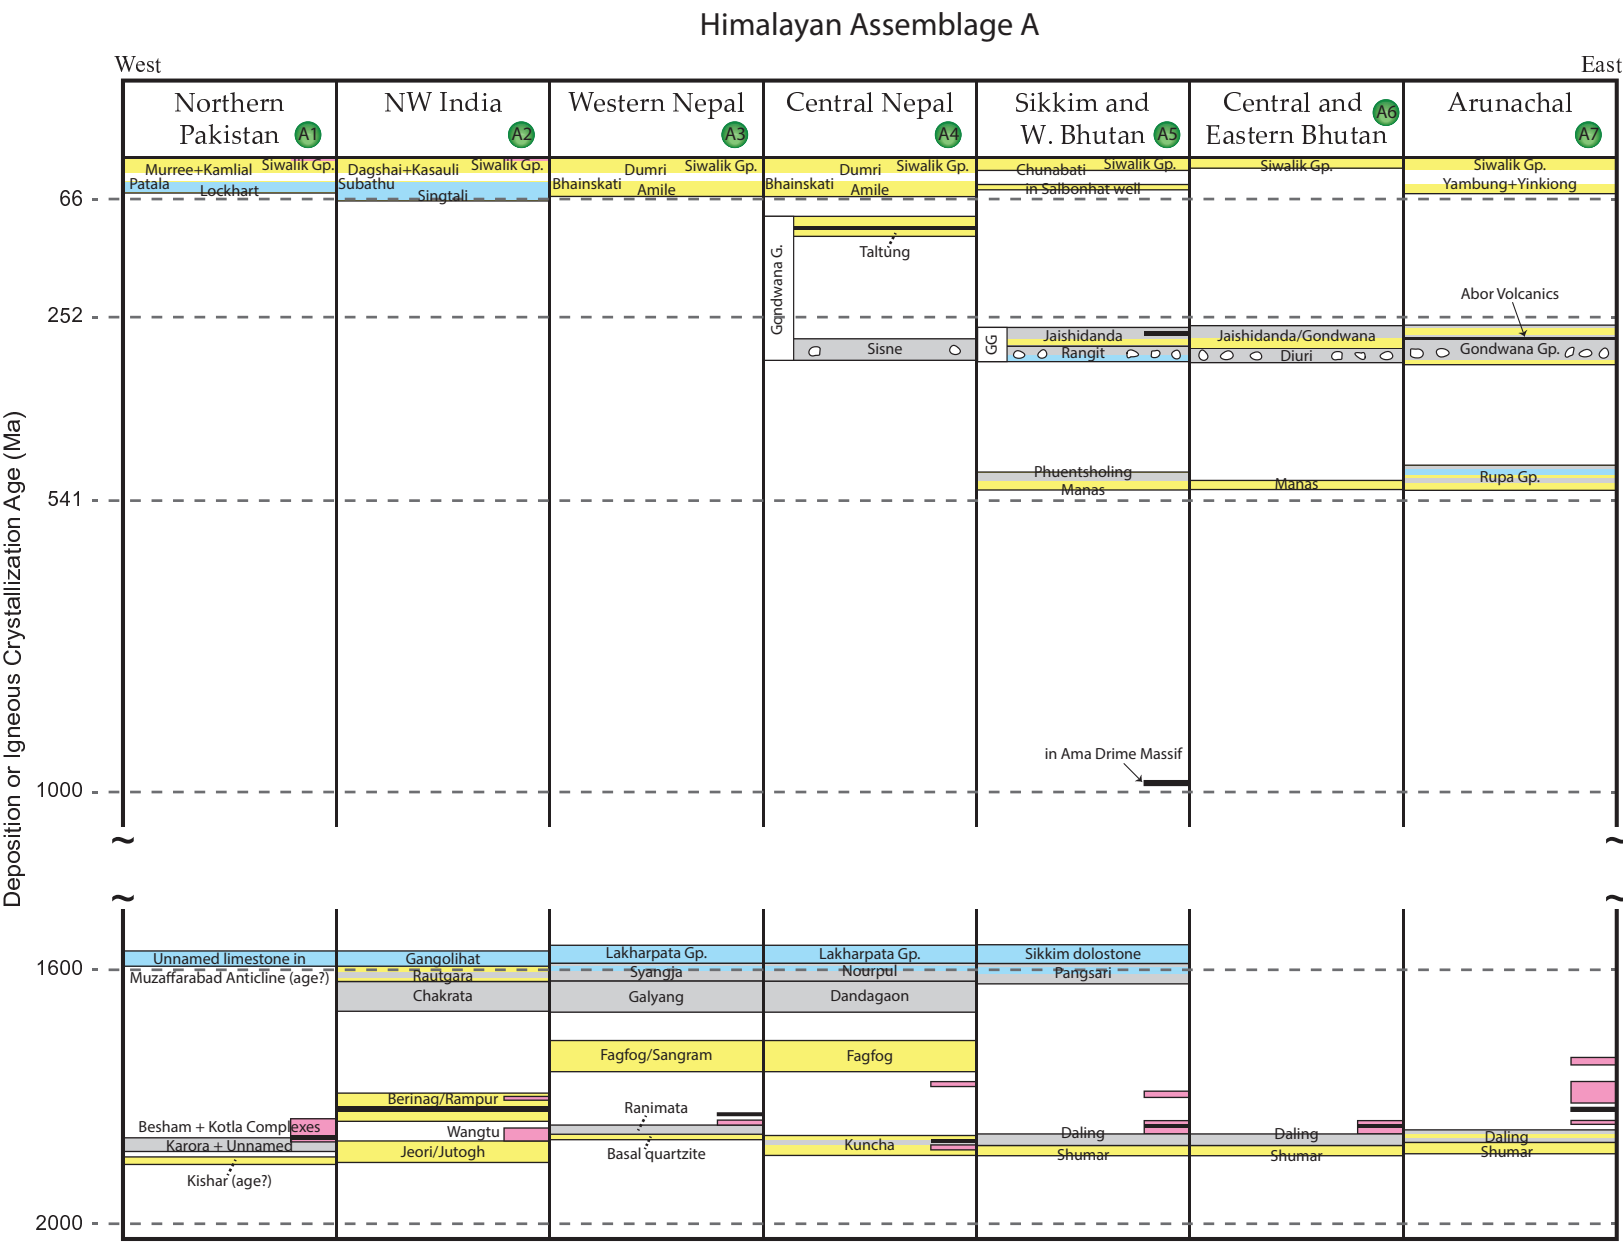 Himalayan Assemblage A
West
East
Northern
Pakistan
A1
NW India
A2
Western Nepal
A3
Central Nepal
A4
Sikkim and
W. Bhutan
A5
Central and
Eastern Bhutan
A6
Arunachal
A7
Murree+Kamlial
Siwalik Gp.
Patala
Lockhart
Dagshai+Kasauli
Siwalik Gp.
Subathu
Singtali
Dumri
Siwalik Gp.
Bhainskati
Amile
Dumri
Siwalik Gp.
Bhainskati
Amile
Chunabati
Siwalik Gp.
in Salbonhat well
Siwalik Gp.
Siwalik Gp.
Yambung+Yinkiong
66
Gondwana G.
Taltung
252
Abor Volcanics
Sisne
GG
Jaishidanda
Rangit
Jaishidanda/Gondwana
Diuri
Gondwana Gp.
Phuentsholing
Manas
Manas
Rupa Gp.
541
Deposition or Igneous Crystallization Age (Ma)
in Ama Drime Massif
1000
~
~
~
~
Unnamed limestone in
Muzaffarabad Anticline (age?)
Gangolihat
Rautgara
Chakrata
Lakharpata Gp.
Syangja
Galyang
Lakharpata Gp.
Nourpul
Dandagaon
Sikkim dolostone
Pangsari
1600
Fagfog/Sangram
Fagfog
Besham + Kotla Complexes
Karora + Unnamed
Kishar (age?)
Berinag/Rampur
Wangtu
Jeori/Jutogh
Ranimata
Basal quartzite
Kuncha
Daling
Shumar
Daling
Shumar
Daling
Shumar
2000